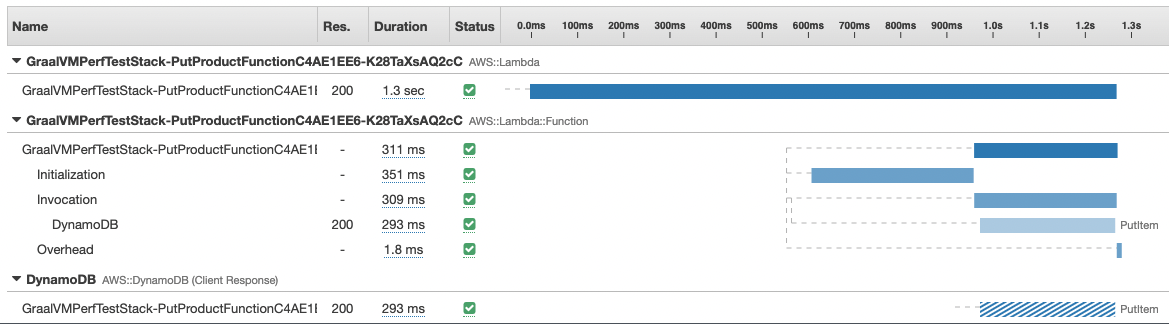 Name Res. Duration Status 0.0ms 100ms 200ms 300ms 400ms 500ms 600ms 700ms 800ms 900ms 1.0s 1.1s 1.2s 1.3s
GraalVMPerfTestStack-PutProductFunctionC4AE1EE6-K28TaXsAQ2cC AWS::Lambda
GraalVMPerfTestStack-PutProductFunctionC4AE1I 200 1.3 sec
GraalVMPerfTestStack-PutProductFunctionC4AE1EE6-K28TaXsAQ2cC AWS::Lambda::Function
GraalVMPerfTestStack-PutProductFunctionC4AE1I - 311 ms
Initialization - 351 ms
Invocation - 309 ms
DynamoDB 200 293 ms PutItem
Overhead - 1.8 ms
DynamoDB AWS::DynamoDB (Client Response)
GraalVMPerfTestStack-PutProductFunctionC4AE1I 200 293 ms PutItem